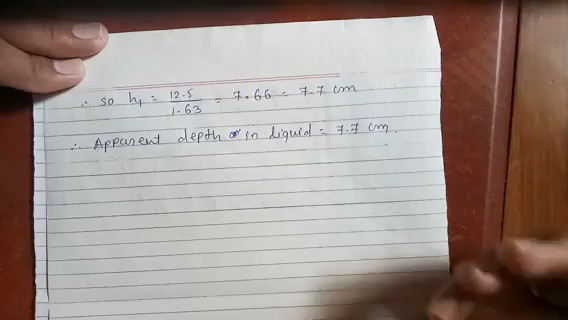 ∴ so h₁ = 12.5/1.63 = 7.66 = 7.7 cm
∴ Apparent depth in liquid = 7.7 cm.